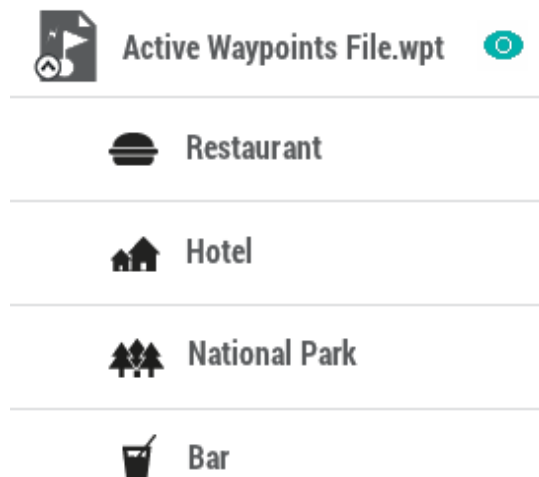 Active Waypoints File.wpt
Restaurant
Hotel
National Park
Bar